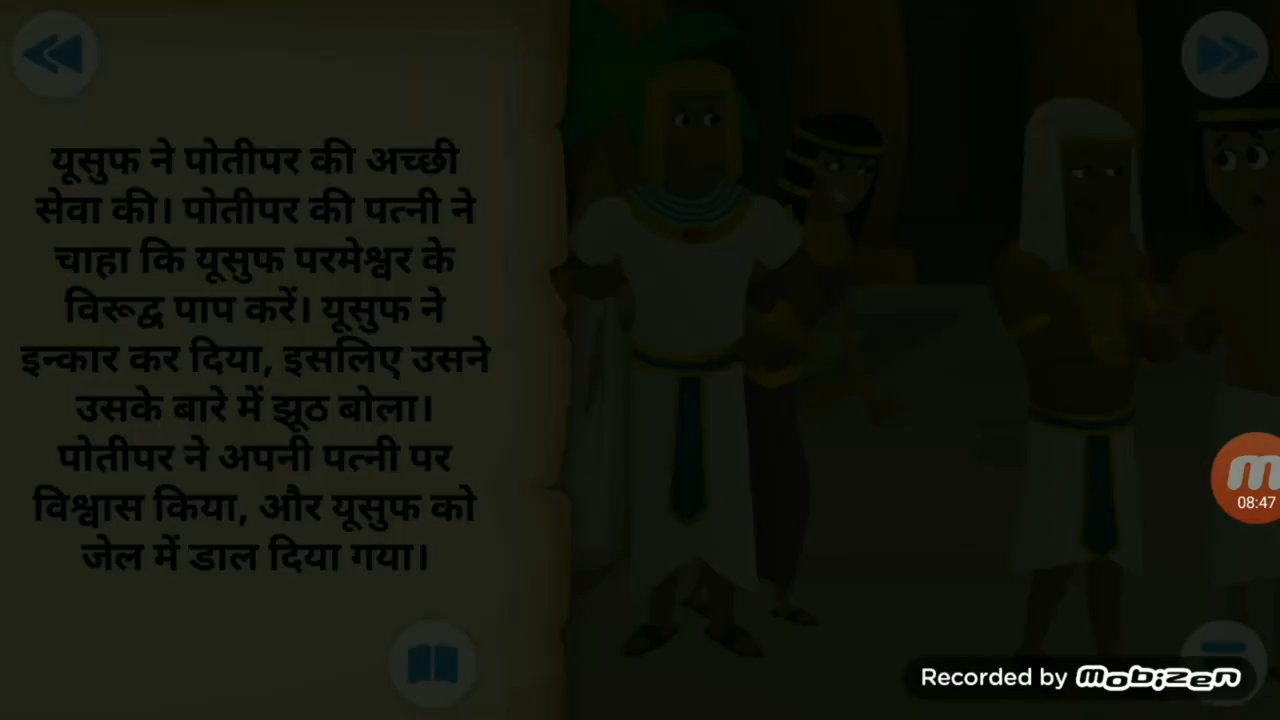 यूसुफ ने पोतीपर की अच्छी
सेवा की। पोतीपर की पत्नी ने
चाहा कि यूसुफ परमेश्वर के
विरूद्व पाप करें। यूसुफ ने
इन्कार कर दिया, इसलिए उसने
उसके बारे में झूठ बोला।
पोतीपर ने अपनी पत्नी पर
विश्वास किया, और यूसुफ को
जेल में डाल दिया गया।
08:47
Recorded by Mobizen